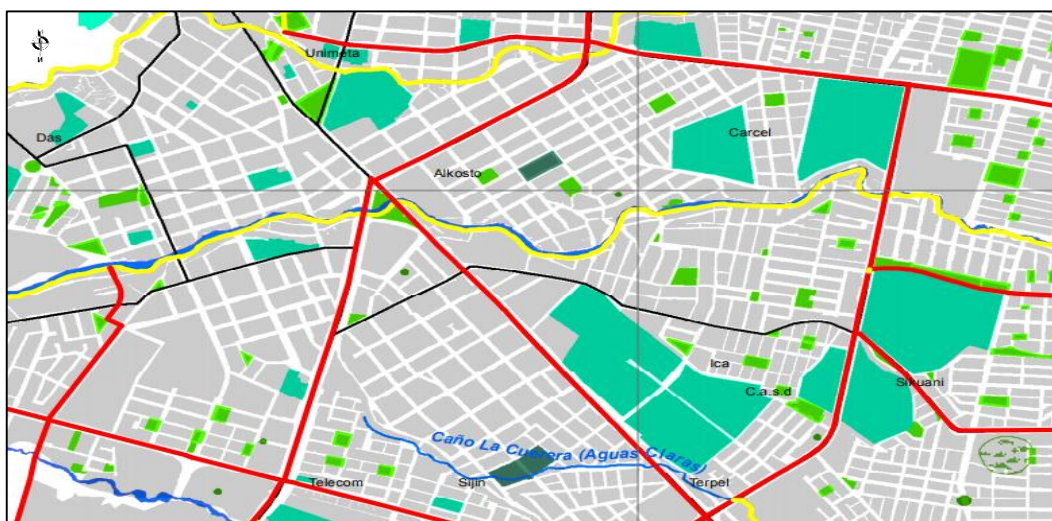 Unimeta
Das
Carcel
Alkosto
Ica
C.a.s.d
Sikuani
Caño La Cuerera (Aguas Claras)
Telecom
Sijin
Terpel